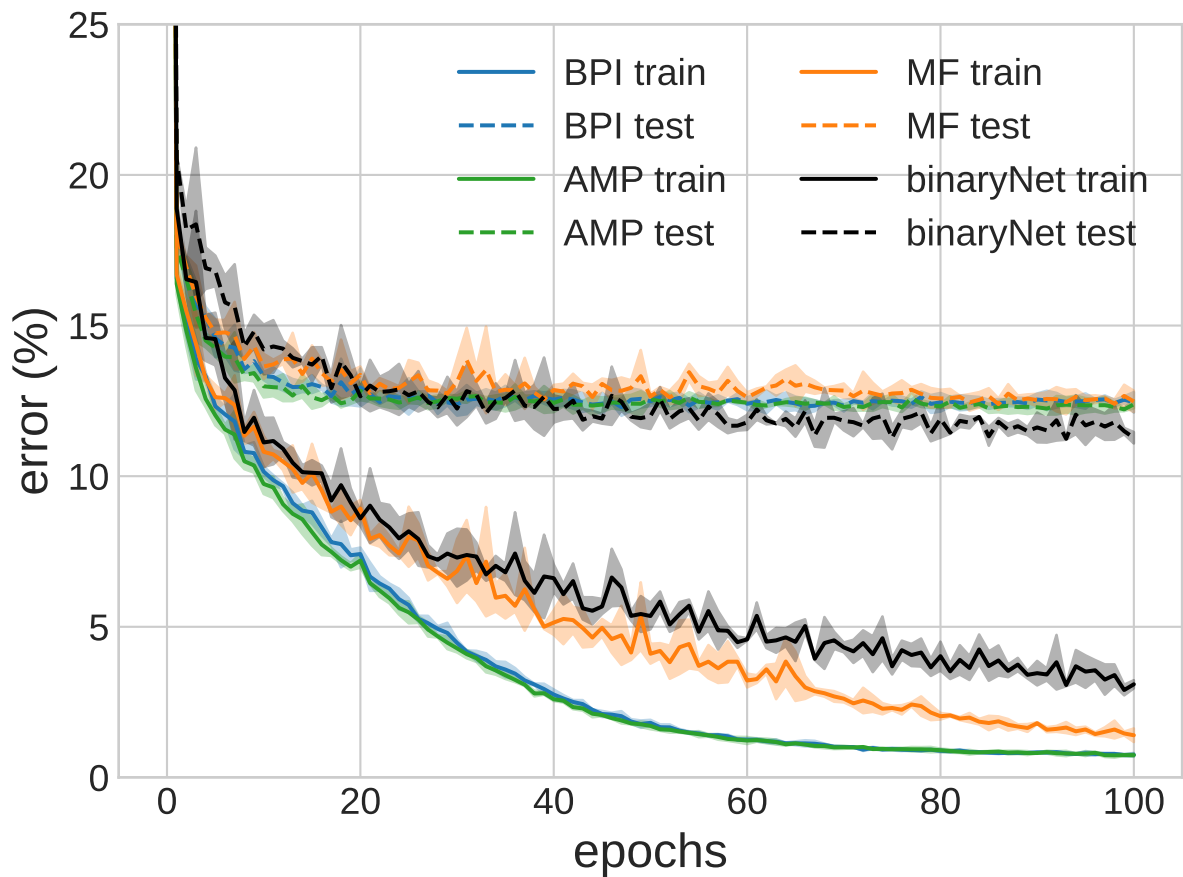 25
20
15
10
5
0
error (%)
BPI train
BPI test
AMP train
AMP test
MF train
MF test
binaryNet train
binaryNet test
0 20 40 60 80 100
epochs